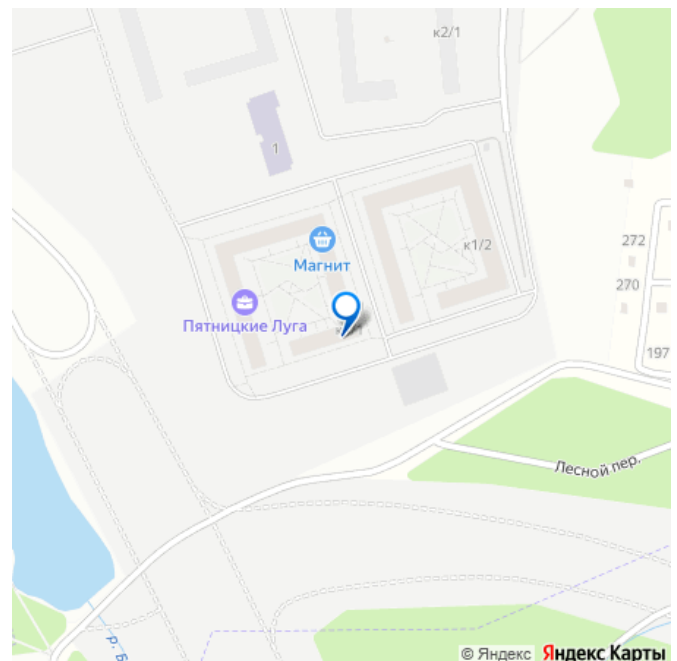 к2/1
1
272
Магнит
к1/2
270
Пятницкие Луга
197
Лесной пер.
р. Б
© Яндекс Яндекс Карты